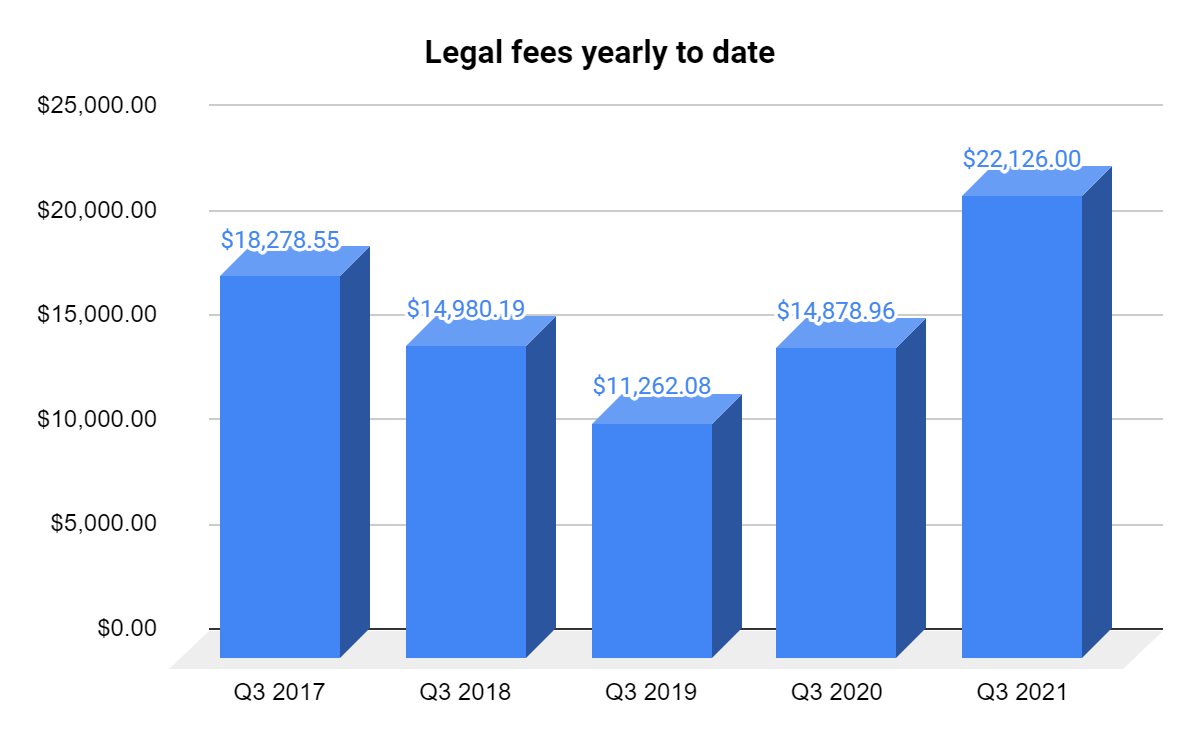 Legal fees yearly to date
$25,000.00
$20,000.00
$15,000.00
$10,000.00
$5,000.00
$0.00
$18,278.55
$14,980.19
$11,262.08
$14,878.96
$22,126.00
Q3 2017
Q3 2018
Q3 2019
Q3 2020
Q3 2021